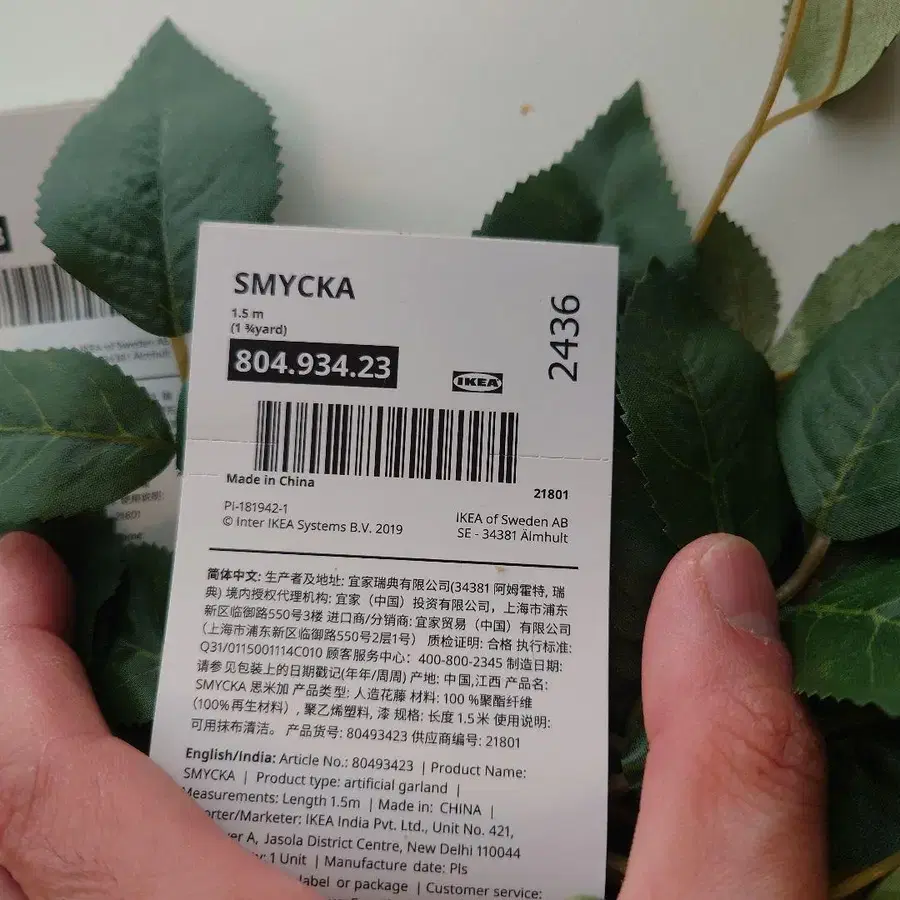 SMYCKA
1.5 m
(1 ¾yard)
804.934.23
2436
IKEA
Made in China
21801
PI-181942-1
© Inter IKEA Systems B.V. 2019
IKEA of Sweden AB
SE - 34381 Älmhult
简体中文: 生产者及地址: 宜家瑞典有限公司(34381 阿姆霍特, 瑞
典) 境内授权代理机构: 宜家（中国）投资有限公司，上海市浦东
新区临御路550号3楼 进口商/分销商: 宜家贸易（中国）有限公司
（上海市浦东新区临御路550号2层1号） 质检证明: 合格 执行标准:
Q31/0115001114C010 顾客服务中心：400-800-2345 制造日期:
请参见包装上的日期戳记(年年/周周) 产地: 中国,江西 产品名:
SMYCKA 思米加 产品类型: 人造花藤 材料: 100 %聚酯纤维
（100%再生材料）, 聚乙烯塑料, 漆 规格: 长度 1.5 米 使用说明:
可用抹布清洁。 产品货号: 80493423 供应商编号: 21801
English/India: Article No.: 80493423 | Product Name:
SMYCKA | Product type: artificial garland |
Measurements: Length 1.5m | Made in: CHINA |
orter/Marketer: IKEA India Pvt. Ltd., Unit No. 421,
er A, Jasola District Centre, New Delhi 110044
1 Unit | Manufacture date: Pls
label or package | Customer service: